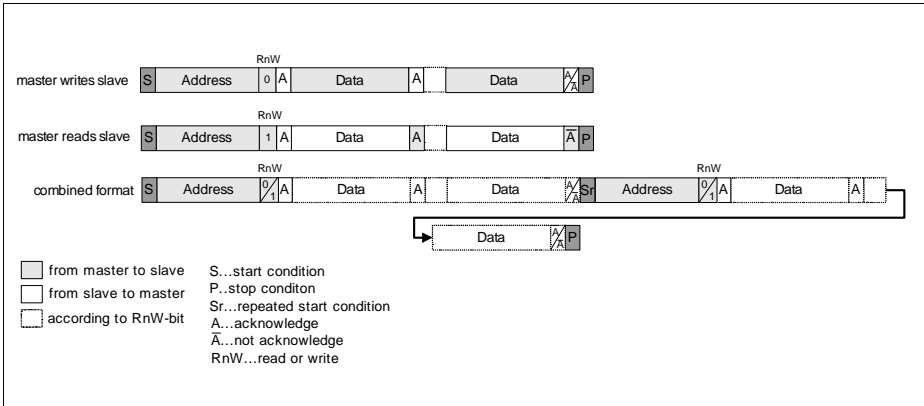 RnW
master writes slave S Address 0 A Data A Data A/A̅ P
RnW
master reads slave S Address 1 A Data A Data A̅ P
RnW RnW
combined format S Address 0/1 A Data A Data A/A̅ Sr Address 0/1 A Data A
Data A/A̅ P
from master to slave
from slave to master
according to RnW-bit
S...start condition
P..stop conditon
Sr...repeated start condition
A...acknowledge
A̅...not acknowledge
RnW...read or write